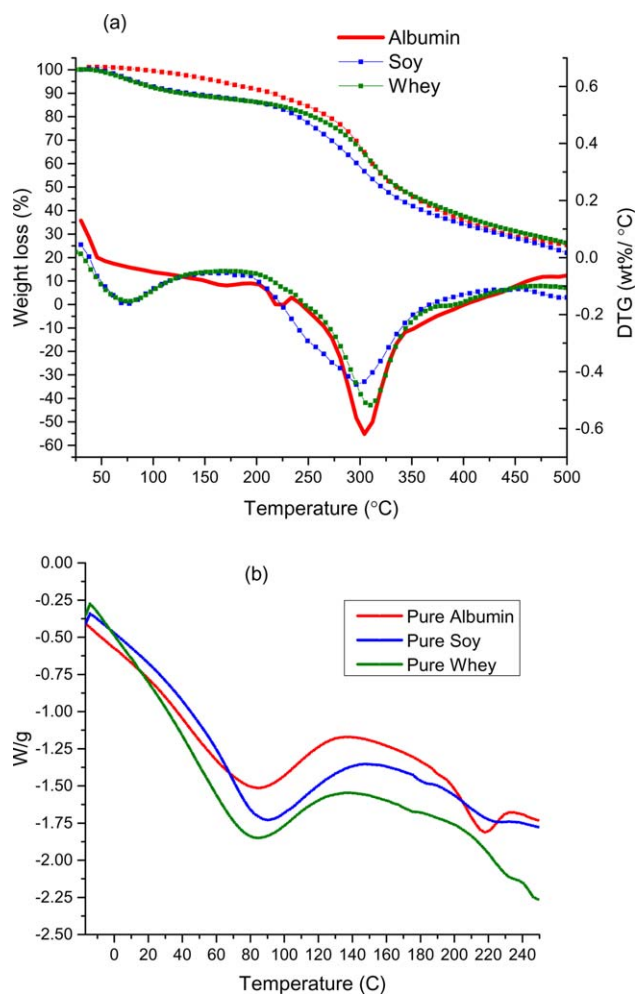 (a)
Albumin
Soy
Whey
100
90
80
70
60
50
40
30
20
10
0
-10
-20
-30
-40
-50
-60
Weight loss (%)
0.6
0.4
0.2
0.0
-0.2
-0.4
-0.6
DTG (wt%/ °C)
50 100 150 200 250 300 350 400 450 500
Temperature (°C)
(b)
Pure Albumin
Pure Soy
Pure Whey
0.00
-0.25
-0.50
-0.75
-1.00
-1.25
-1.50
-1.75
-2.00
-2.25
-2.50
W/g
0 20 40 60 80 100 120 140 160 180 200 220 240
Temperature (C)